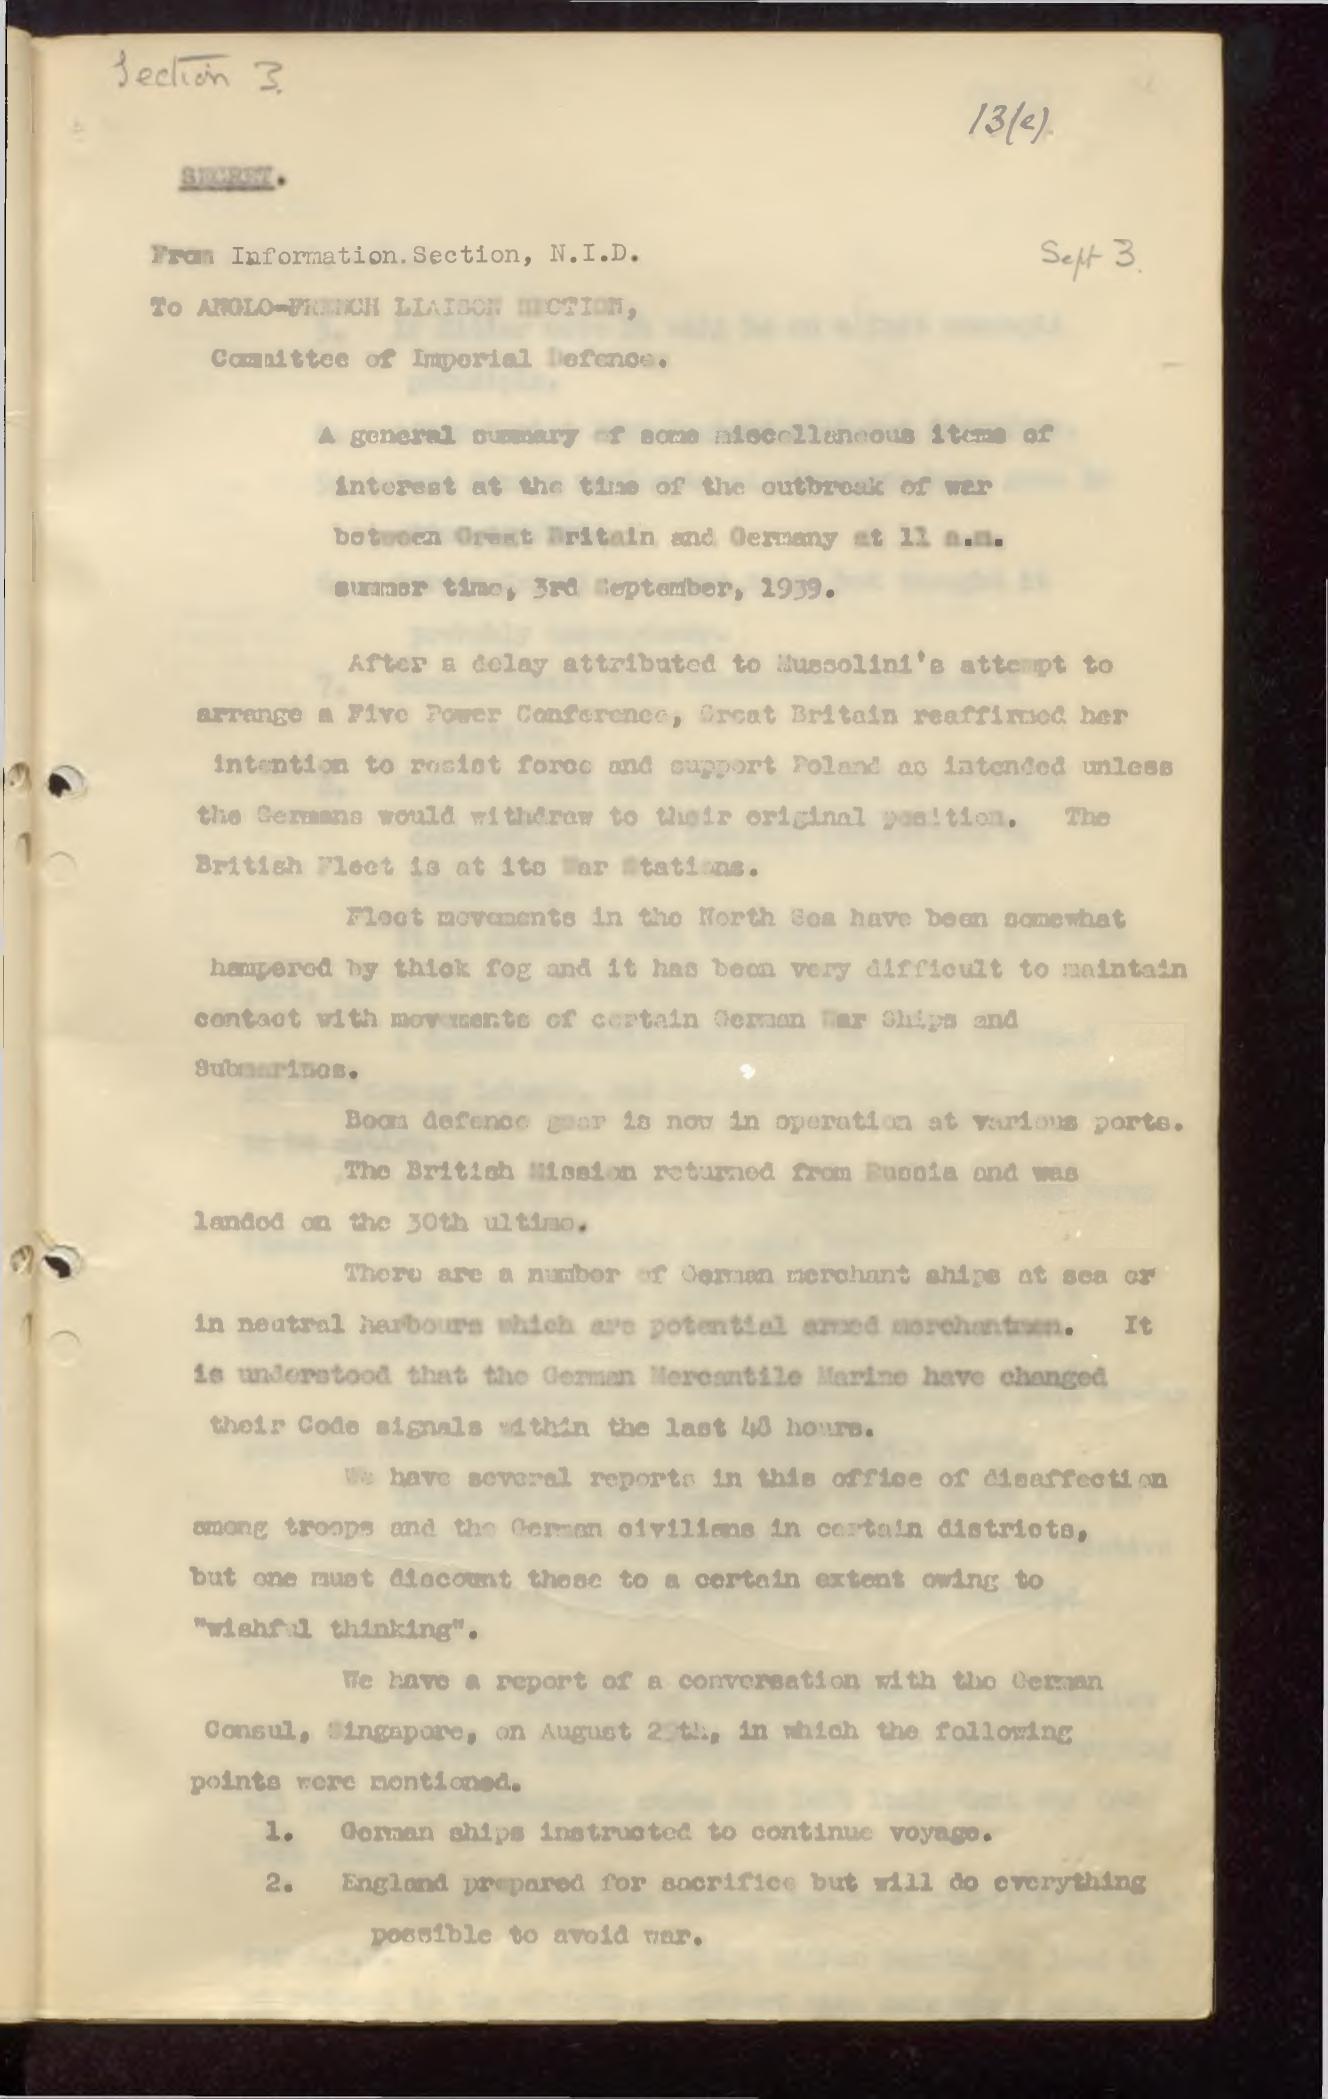 Section 3.
13(e).
SECRET.
From Information Section, N.I.D.
Sept 3.
To ANGLO-FRENCH LIAISON SECTION,
Committee of Imperial Defence.
A general summary of some miscellaneous items of
interest at the time of the outbreak of war
between Great Britain and Germany at 11 a.m.
summer time, 3rd September, 1939.
After a delay attributed to Mussolini's attempt to
arrange a Five Power Conference, Great Britain reaffirmed her
intention to resist force and support Poland as intended unless
the Germans would withdraw to their original position. The
British Fleet is at its War Stations.
Fleet movements in the North Sea have been somewhat
hampered by thick fog and it has been very difficult to maintain
contact with movements of certain German War Ships and
Submarines.
Boom defence gear is now in operation at various ports.
The British Mission returned from Russia and was
landed on the 30th ultimo.
There are a number of German merchant ships at sea or
in neutral harbours which are potential armed merchantmen. It
is understood that the German Mercantile Marine have changed
their Code signals within the last 48 hours.
We have several reports in this office of disaffection
among troops and the German civilians in certain districts,
but one must discount these to a certain extent owing to
"wishful thinking".
We have a report of a conversation with the German
Consul, Singapore, on August in which the following
points were mentioned.
1. German ships instructed to continue voyage.
2. England prepared for sacrifice but will do everything
possible to avoid war.